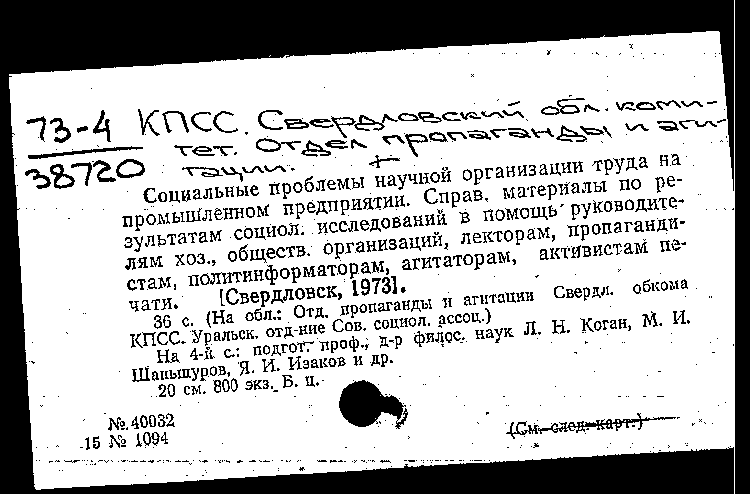 73-4 КПСС. Свердловский обл. коми-
38720 тет. Отдел пропаганды и аги-
тации. +
Социальные проблемы научной организации труда на
промышленном предприятии. Справ. материалы по ре-
зультатам социол. исследований в помощь руководите-
лям хоз., обществ. организаций, лекторам, пропаганди-
стам, политинформаторам, агитаторам, активистам пе-
чати. [Свердловск, 1973].
36 с. (На обл.: Отд. пропаганды и агитации Свердл. обкома
КПСС. Уральск. отд-ние Сов. социол. ассоц.)
На 4-й с.: подгот. проф., д-р филос. наук Л. Н. Коган, М. И.
Шапшуров, Я. И. Изаков и др.
20 см. 800 экз. Б. ц.
№ 40032
15 № 1094
(См. след. карт.)